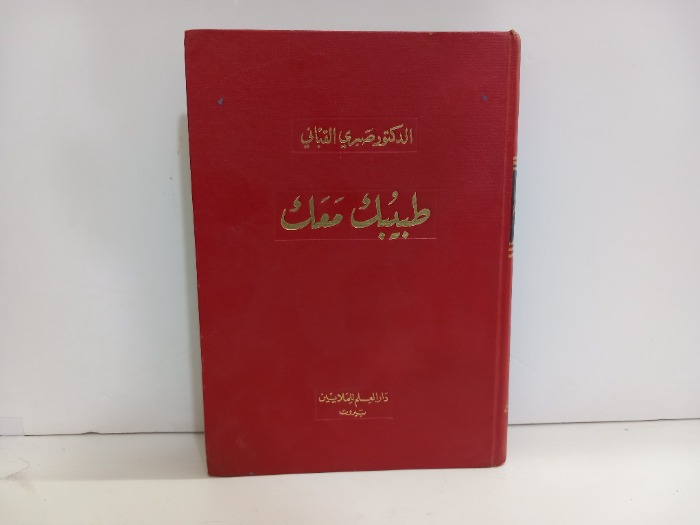 الدكتور صبري القباني
طبيبك معك
دار العلم للملايين
بيروت